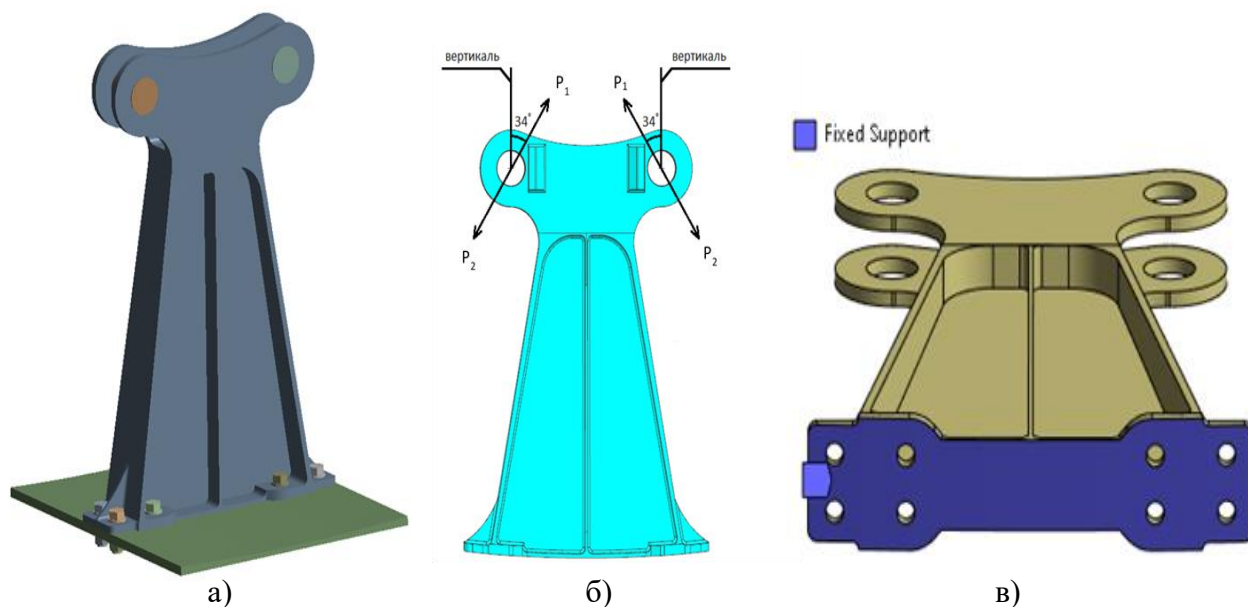 вертикаль
вертикаль
P₁
P₁
34°
34°
P₂
P₂
Fixed Support
а)
б)
в)